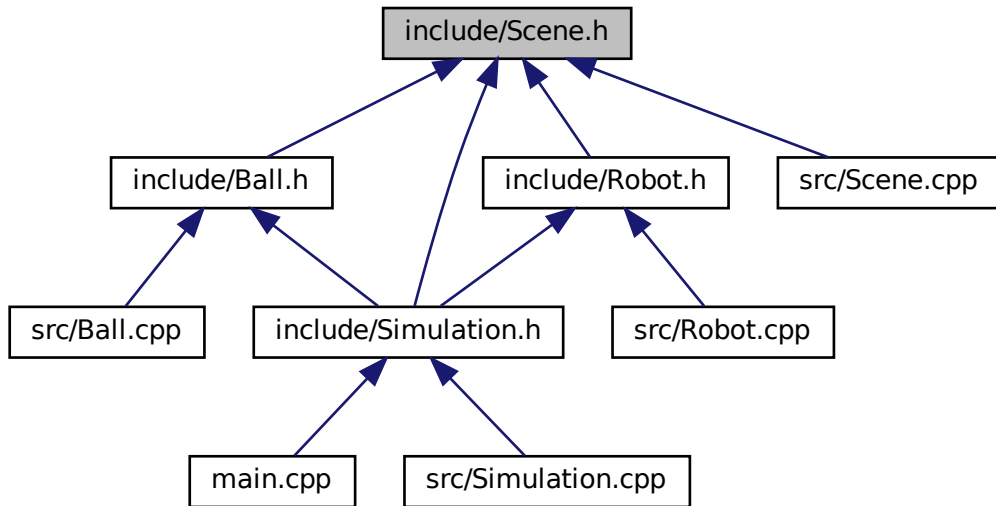 include/Scene.h
include/Ball.h
include/Robot.h
src/Scene.cpp
src/Ball.cpp
include/Simulation.h
src/Robot.cpp
main.cpp
src/Simulation.cpp